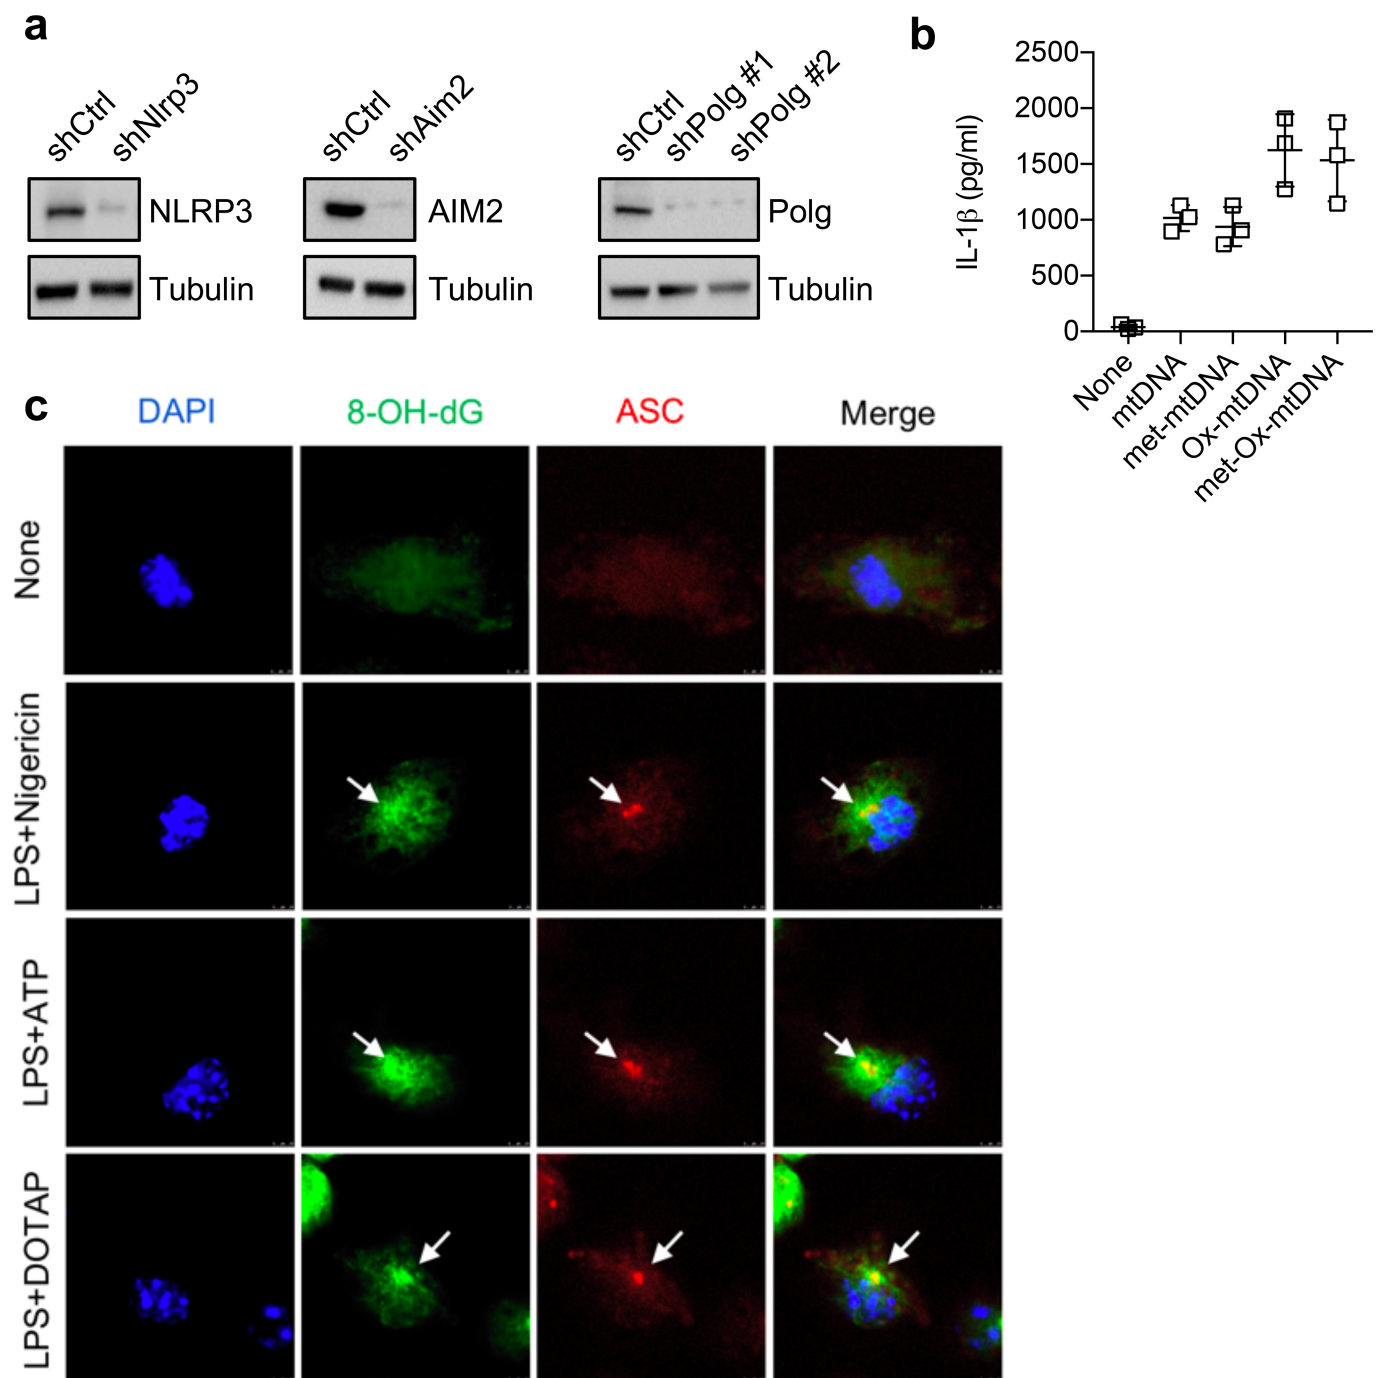 a
shCtrl
shNlrp3
NLRP3
Tubulin
shCtrl
shAim2
AIM2
Tubulin
shCtrl
shPolg #1
shPolg #2
Polg
Tubulin
b
IL-1β (pg/ml)
2500
2000
1500
1000
500
0
None
mtDNA
met-mtDNA
Ox-mtDNA
met-Ox-mtDNA
c
DAPI
8-OH-dG
ASC
Merge
None
LPS+Nigericin
LPS+ATP
LPS+DOTAP